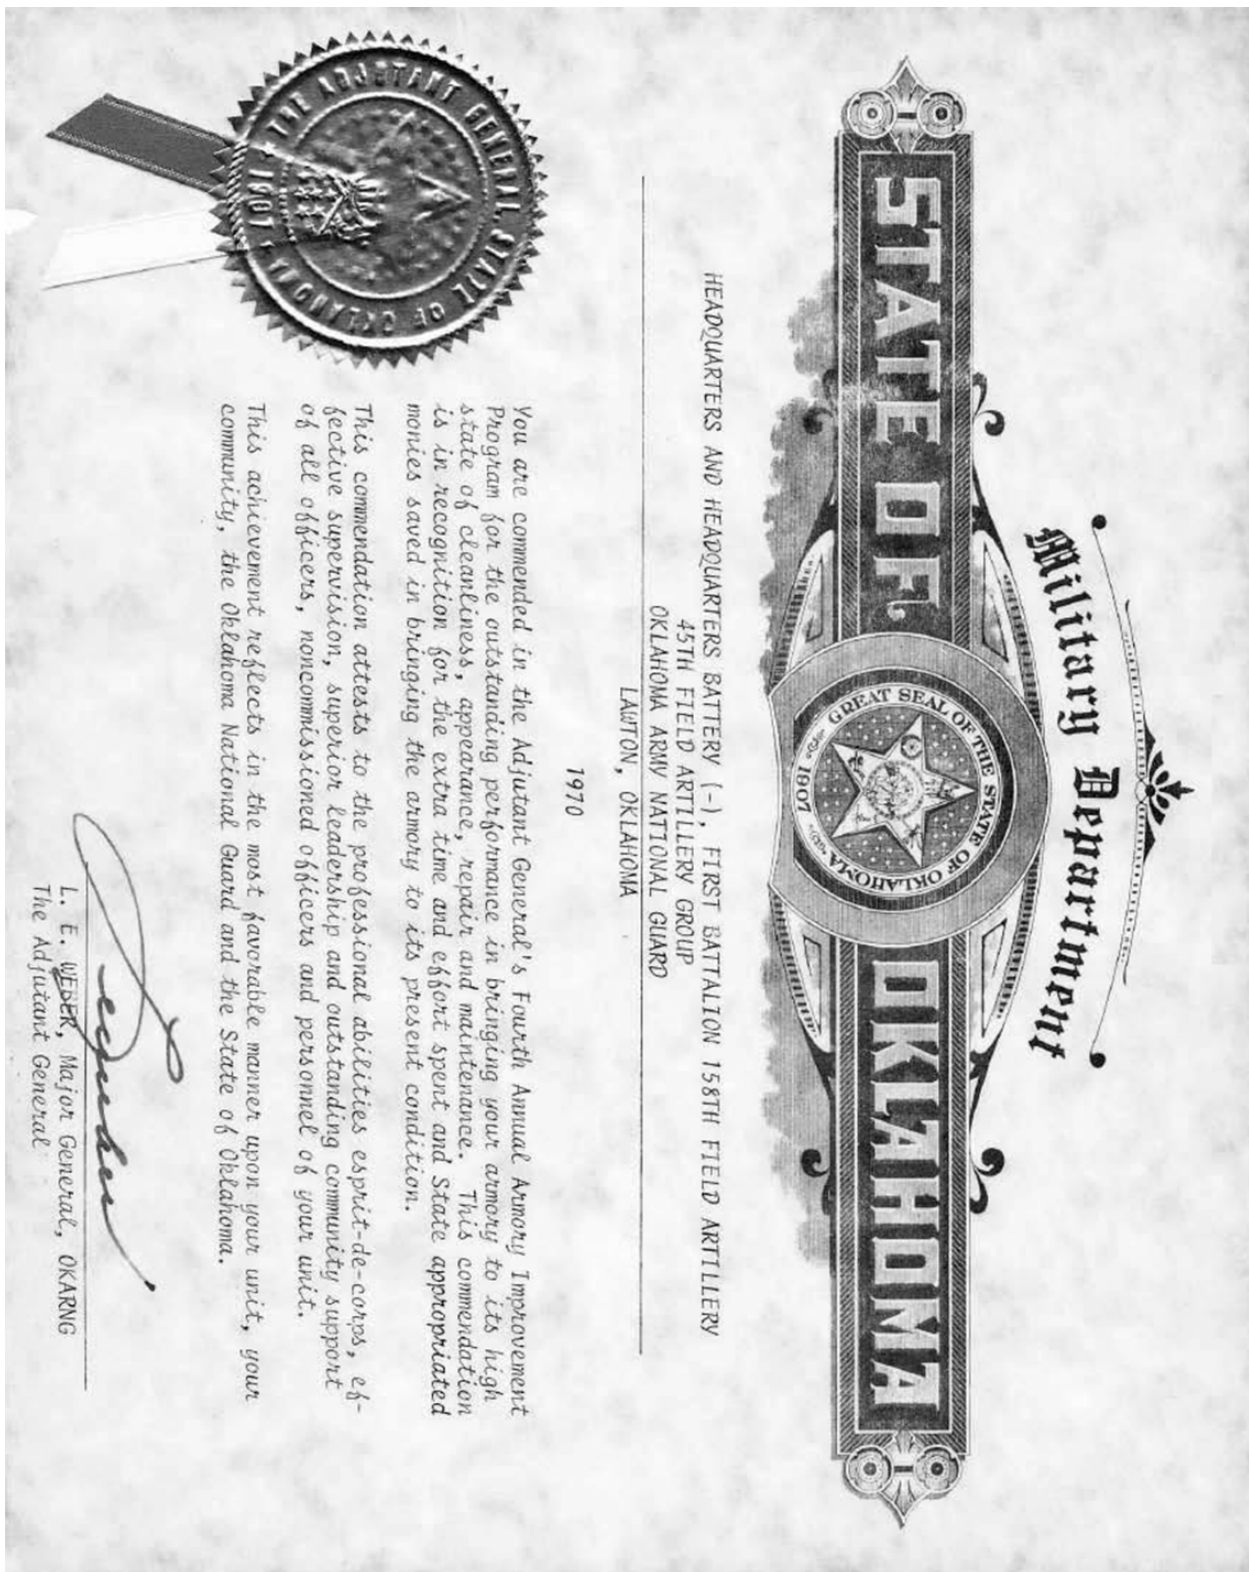 Military Department
STATE OF OKLAHOMA
GREAT SEAL OF THE STATE OF OKLAHOMA
1907
HEADQUARTERS AND HEADQUARTERS BATTERY (-), FIRST BATTALION 158TH FIELD ARTILLERY
45TH FIELD ARTILLERY GROUP
OKLAHOMA ARMY NATIONAL GUARD
LAWTON, OKLAHOMA
1970
You are commended in the Adjutant General's Fourth Annual Armory Improvement
Program for the outstanding performance in bringing your armory to its high
state of cleanliness, appearance, repair and maintenance. This commendation
is in recognition for the extra time and effort spent and State appropriated
monies saved in bringing the armory to its present condition.
This commendation attests to the professional abilities esprit-de-corps, ef-
fective supervision, superior leadership and outstanding community support
of all officers, noncommissioned officers and personnel of your unit.
This achievement reflects in the most favorable manner upon your unit, your
community, the Oklahoma National Guard and the State of Oklahoma.
THE ADJUTANT GENERAL, STATE OF OKLAHOMA
L. E. WEBER, Major General, OKARNG
The Adjutant General